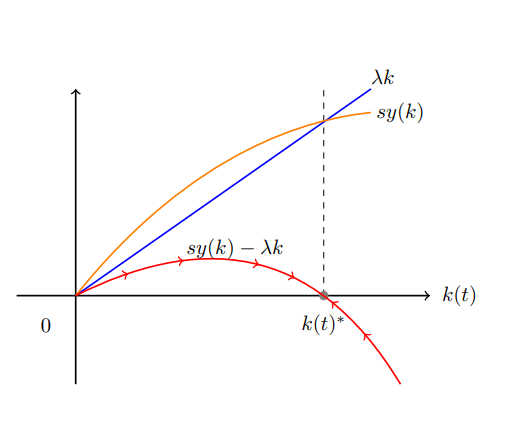 λk
sy(k)
sy(k) − λk
k(t)
k(t)*
0